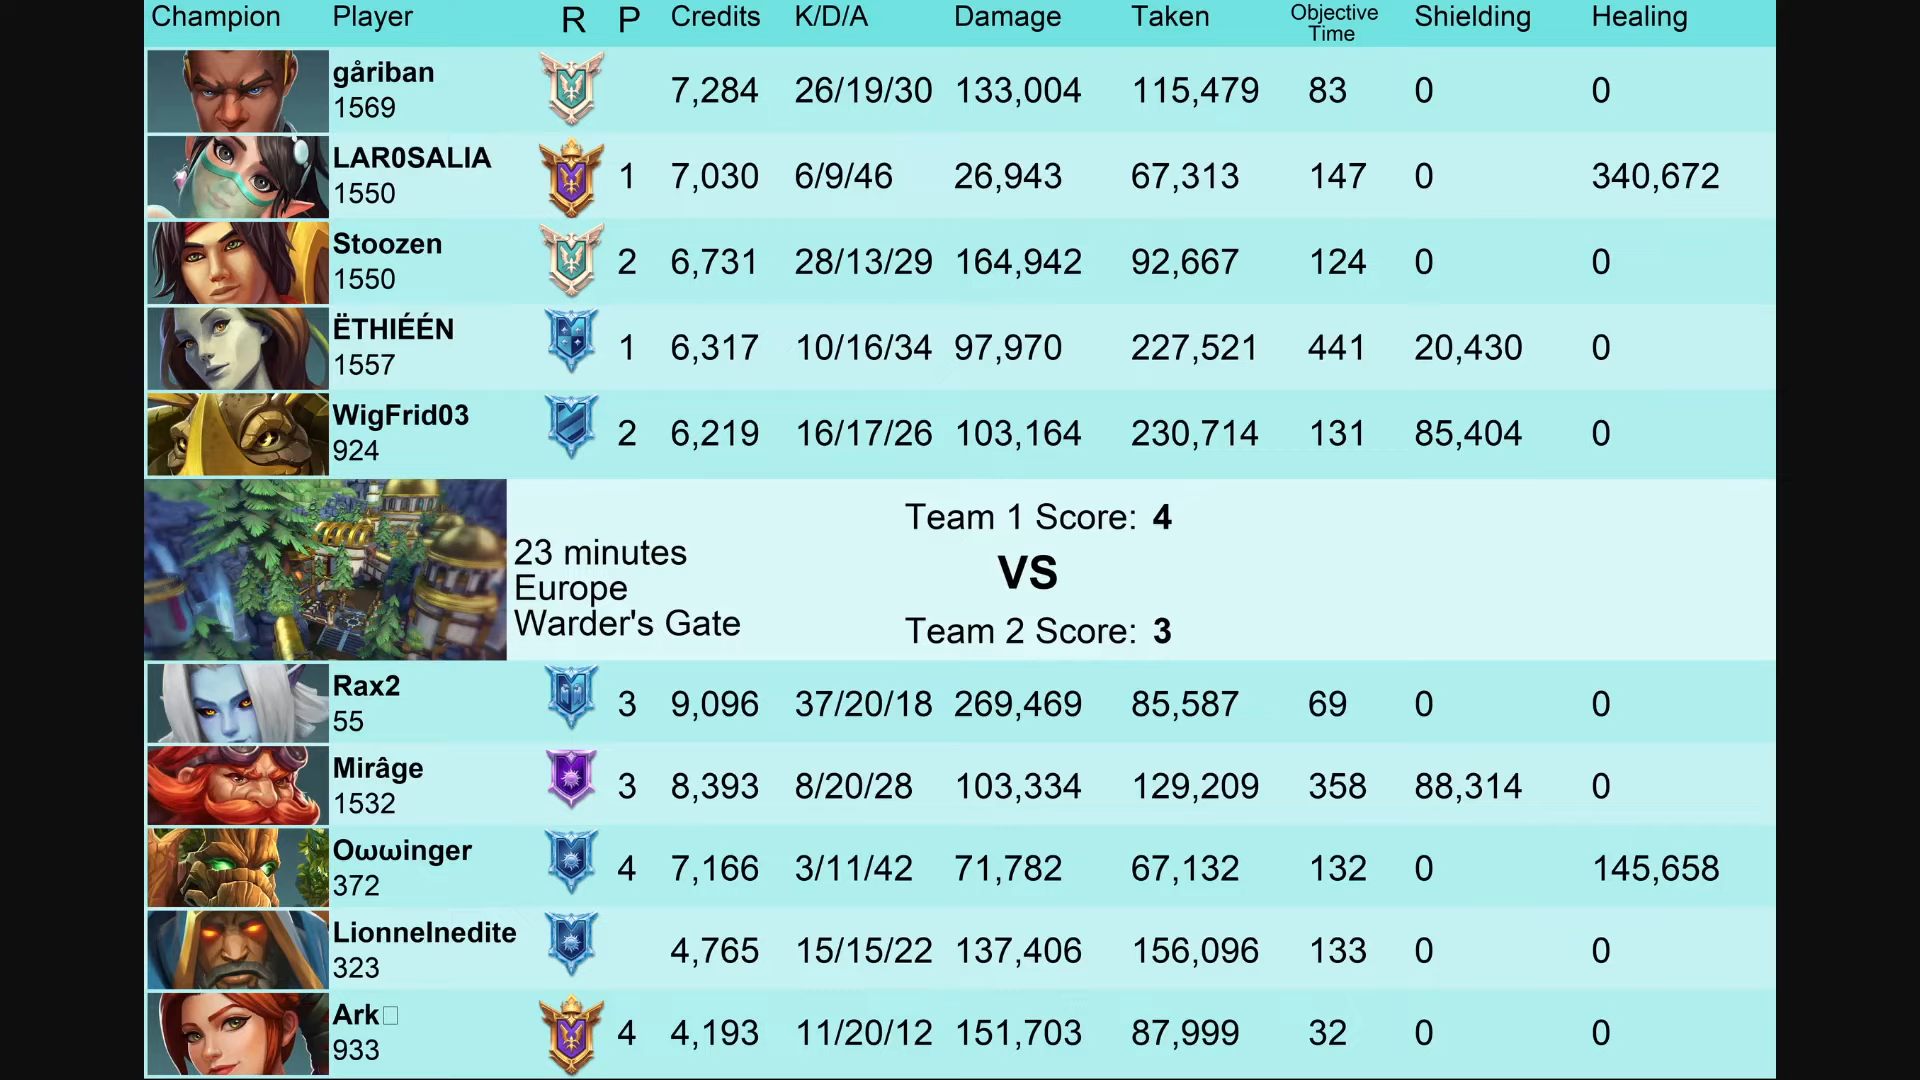 Champion Player R P Credits K/D/A Damage Taken Objective Time Shielding Healing
gåriban
1569
7,284 26/19/30 133,004 115,479 83 0 0
LAR0SALIA
1550
1 7,030 6/9/46 26,943 67,313 147 0 340,672
Stoozen
1550
2 6,731 28/13/29 164,942 92,667 124 0 0
ËTHIÉÉN
1557
1 6,317 10/16/34 97,970 227,521 441 20,430 0
WigFrid03
924
2 6,219 16/17/26 103,164 230,714 131 85,404 0
23 minutes
Europe
Warder's Gate
Team 1 Score: 4
VS
Team 2 Score: 3
Rax2
55
3 9,096 37/20/18 269,469 85,587 69 0 0
Mirâge
1532
3 8,393 8/20/28 103,334 129,209 358 88,314 0
Oωωinger
372
4 7,166 3/11/42 71,782 67,132 132 0 145,658
LionneInedite
323
4,765 15/15/22 137,406 156,096 133 0 0
Ark□
933
4 4,193 11/20/12 151,703 87,999 32 0 0